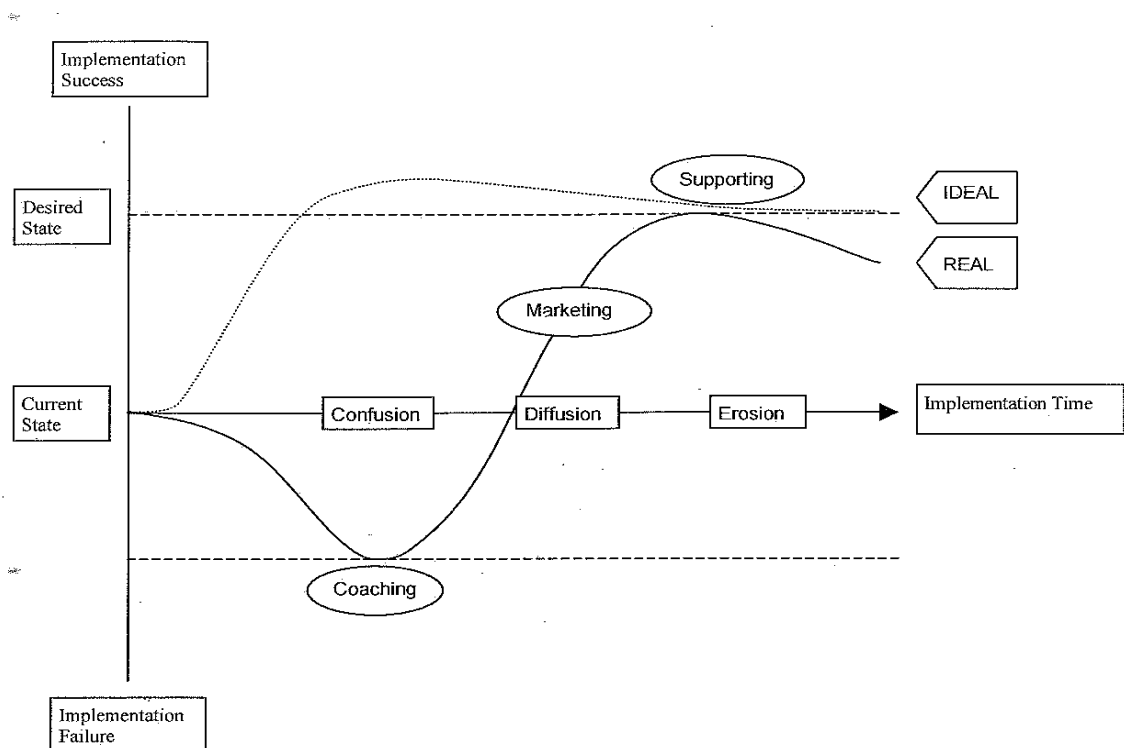 Implementation
Success
Supporting
Desired
State
IDEAL
REAL
Marketing
Current
State
Confusion
Diffusion
Erosion
Implementation Time
Coaching
Implementation
Failure